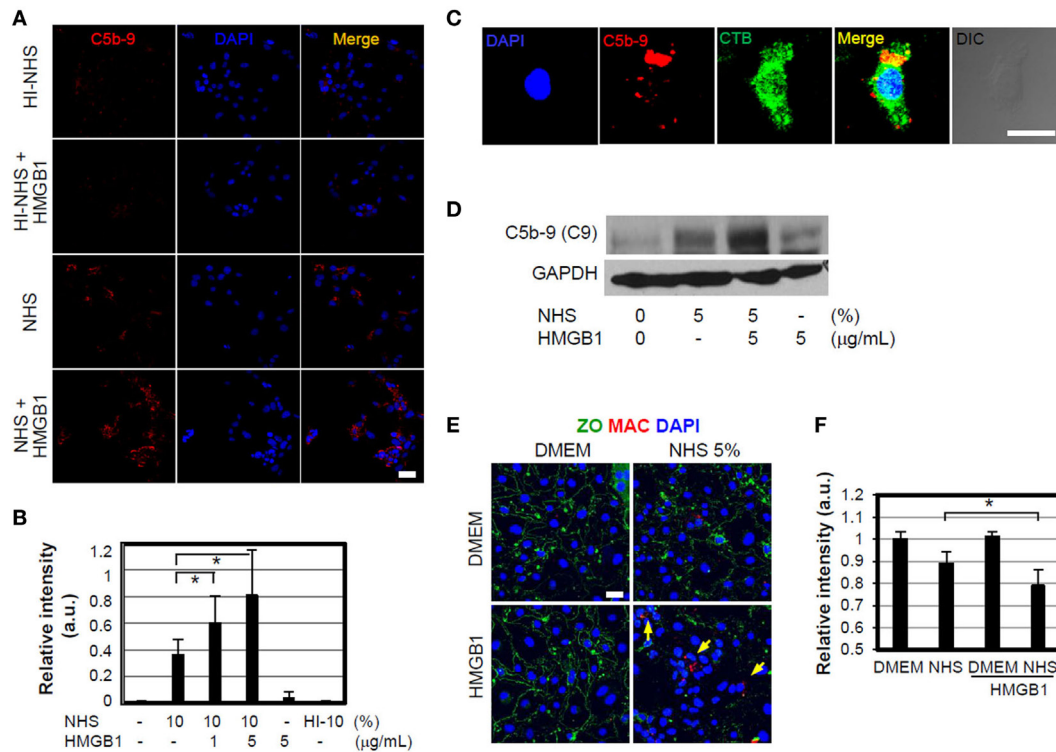 A
C5b-9 DAPI Merge
HI-NHS
HI-NHS +
HMGB1
NHS
NHS +
HMGB1
B
Relative intensity
(a.u.)
1.2
1
0.8
0.6
0.4
0.2
0
NHS - 10 10 10 - HI-10 (%)
HMGB1 - - 1 5 5 - (μg/mL)
C
DAPI C5b-9 CTB Merge DIC
D
C5b-9 (C9)
GAPDH
NHS 0 5 5 - (%)
HMGB1 0 - 5 5 (μg/mL)
E
ZO MAC DAPI
DMEM NHS 5%
DMEM
HMGB1
F
Relative intensity (a.u.)
1.2
1.1
1
0.9
0.8
0.7
0.6
0.5
*
DMEM NHS DMEM NHS
HMGB1